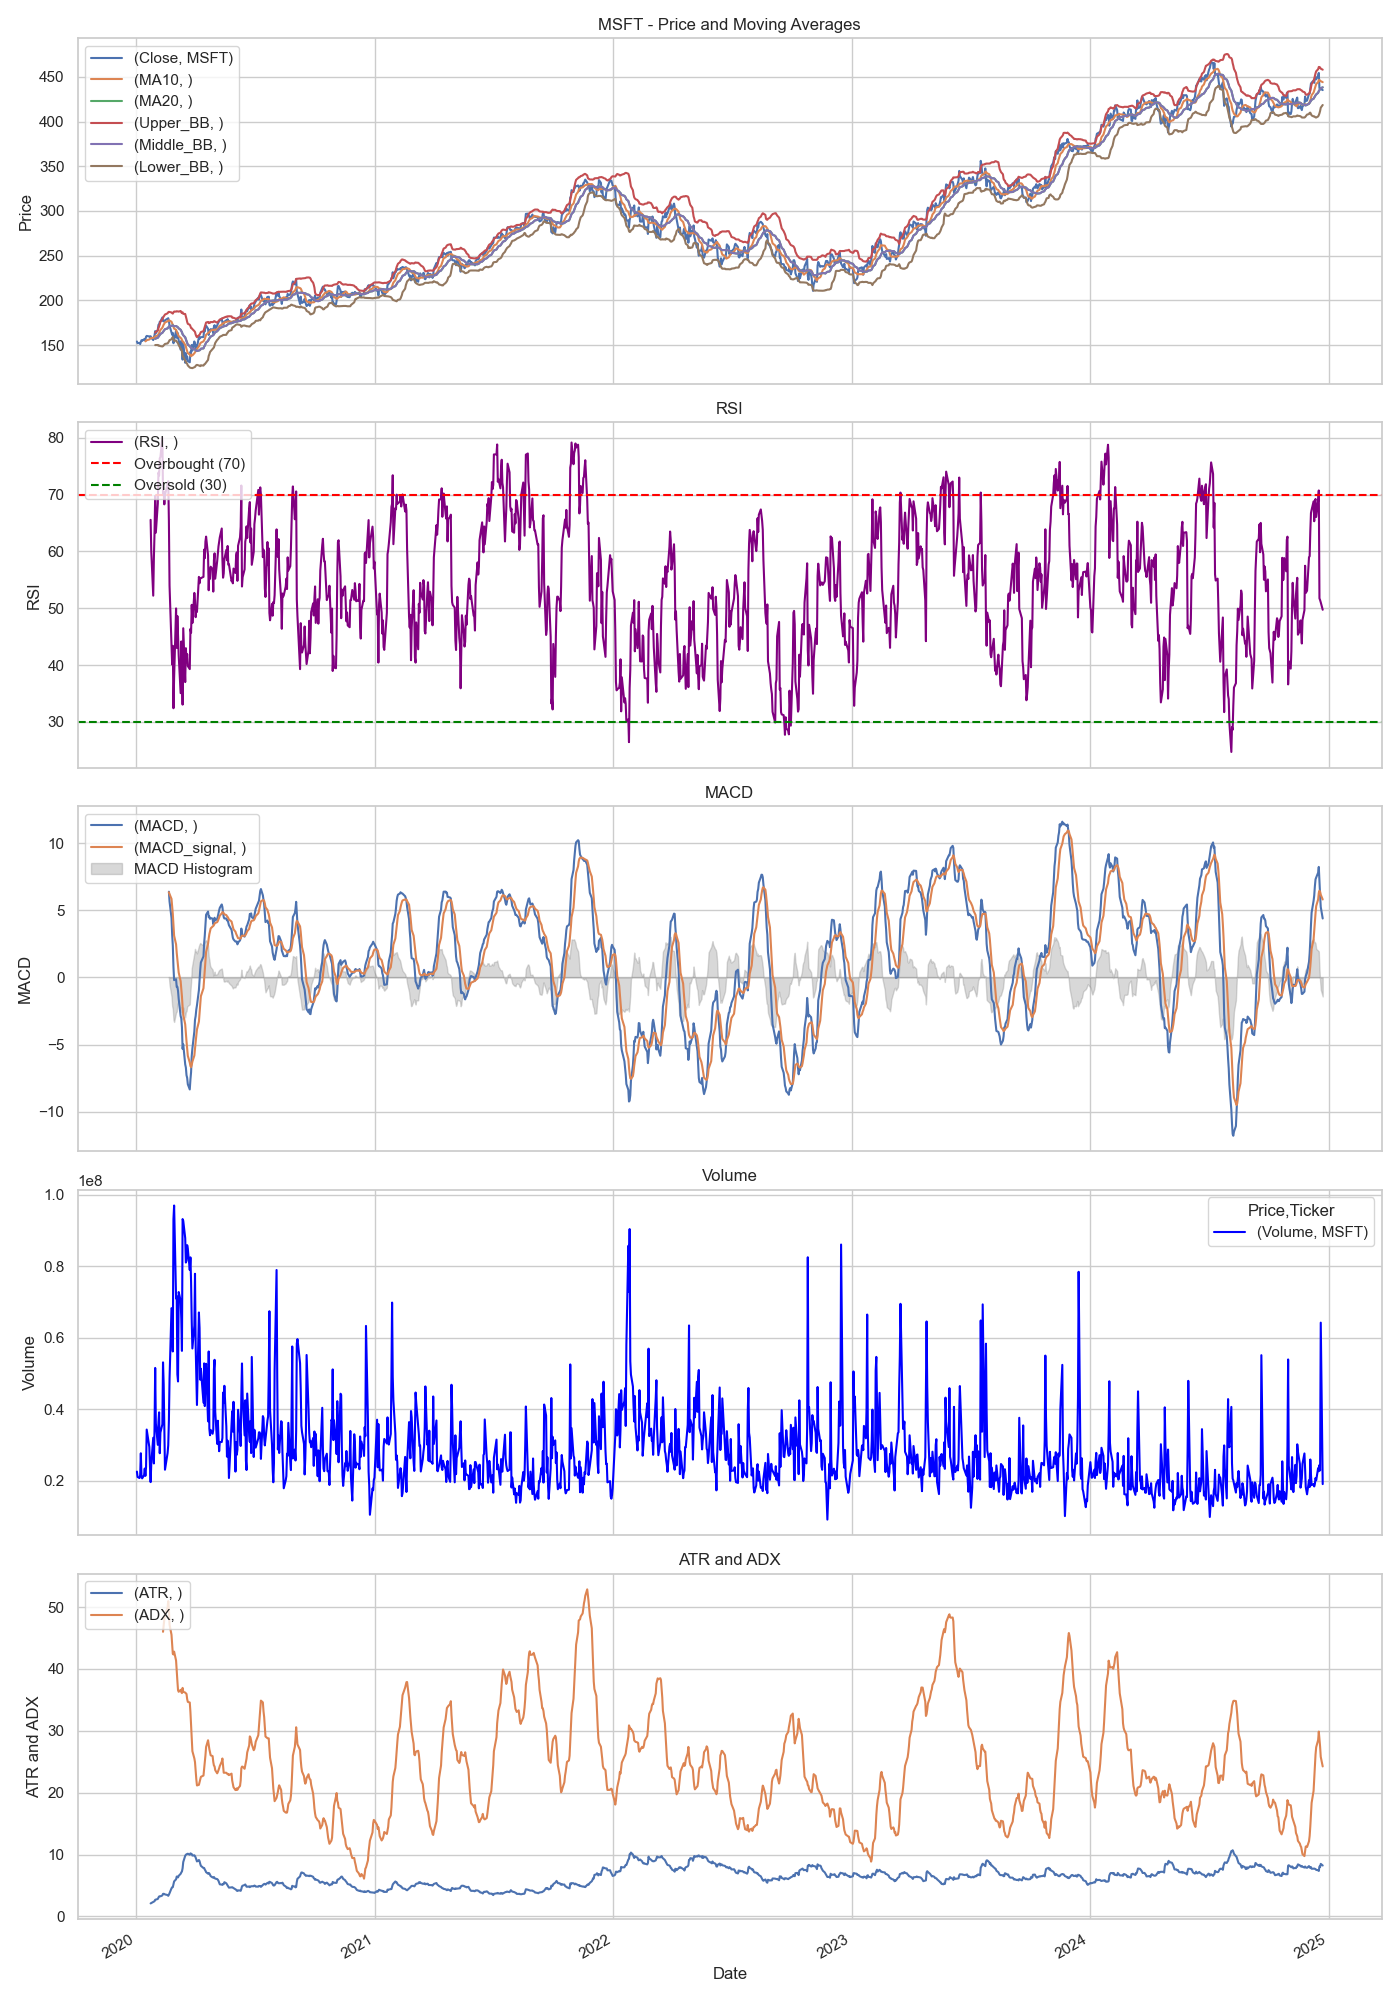 MSFT - Price and Moving Averages
(Close, MSFT)
(MA10, )
(MA20, )
(Upper_BB, )
(Middle_BB, )
(Lower_BB, )
450
400
350
300
250
200
150
Price
RSI
(RSI, )
Overbought (70)
Oversold (30)
80
70
60
50
40
30
RSI
MACD
(MACD, )
(MACD_signal, )
MACD Histogram
10
5
0
−5
−10
MACD
Volume
1e8
Price,Ticker
(Volume, MSFT)
1.0
0.8
0.6
0.4
0.2
Volume
ATR and ADX
(ATR, )
(ADX, )
50
40
30
20
10
0
ATR and ADX
2020
2021
2022
2023
2024
2025
Date